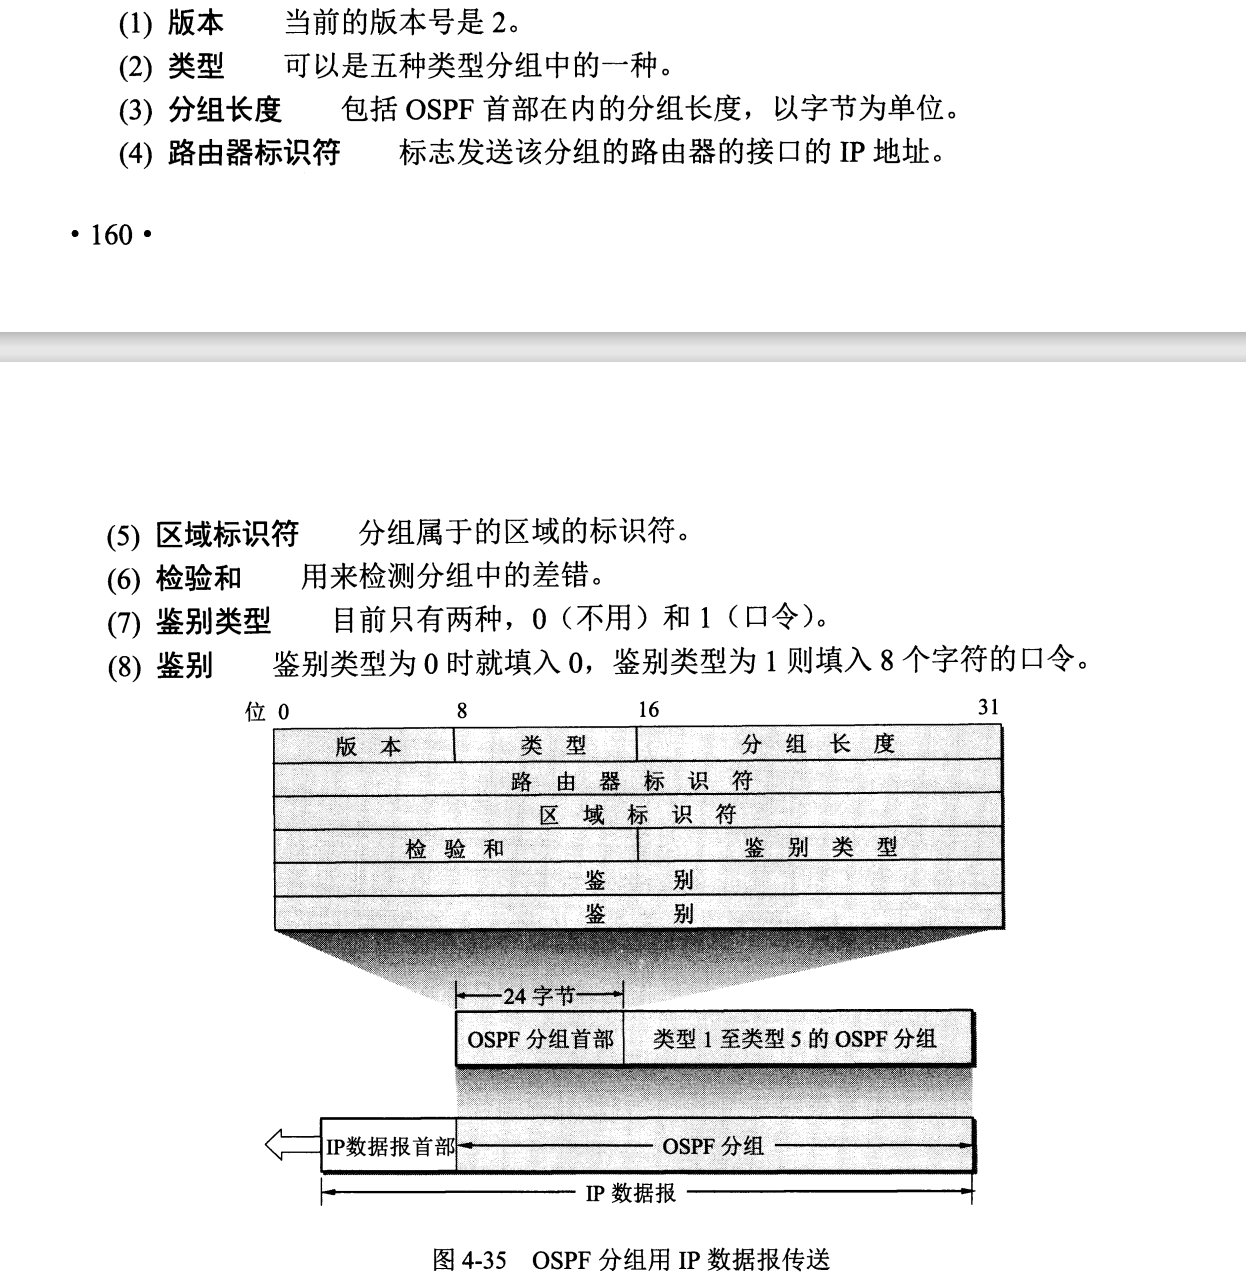 (1) 版本 当前的版本号是 2。
(2) 类型 可以是五种类型分组中的一种。
(3) 分组长度 包括 OSPF 首部在内的分组长度，以字节为单位。
(4) 路由器标识符 标志发送该分组的路由器的接口的 IP 地址。
• 160 •
(5) 区域标识符 分组属于的区域的标识符。
(6) 检验和 用来检测分组中的差错。
(7) 鉴别类型 目前只有两种，0（不用）和 1（口令）。
(8) 鉴别 鉴别类型为 0 时就填入 0，鉴别类型为 1 则填入 8 个字符的口令。
位 0 8 16 31
版 本 类 型 分 组 长 度
路 由 器 标 识 符
区 域 标 识 符
检 验 和 鉴 别 类 型
鉴 别
鉴 别
24 字节
OSPF 分组首部 类型 1 至类型 5 的 OSPF 分组
IP数据报首部 OSPF 分组
IP 数据报
图 4-35 OSPF 分组用 IP 数据报传送